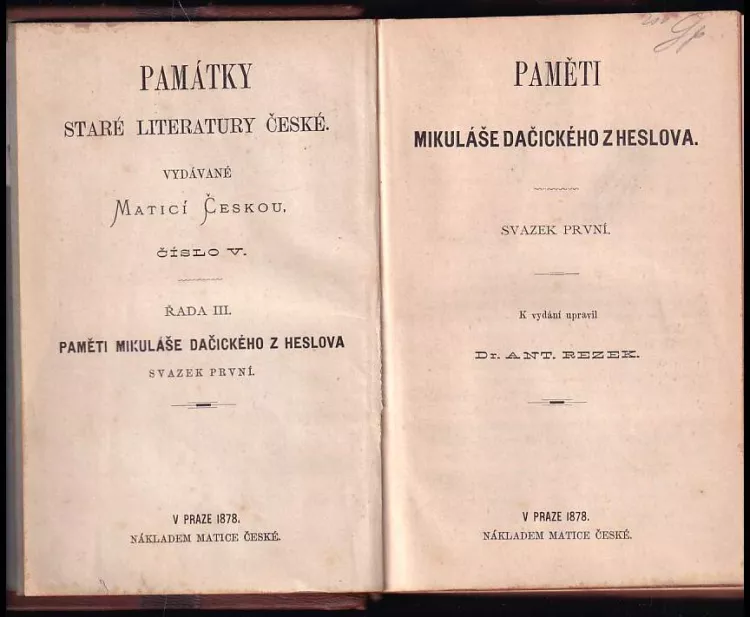 PAMÁTKY
STARÉ LITERATURY ČESKÉ.
VYDÁVANÉ
MATICÍ ČESKOU,
ČÍSLO V.
ŘADA III.
PAMĚTI MIKULÁŠE DAČICKÉHO Z HESLOVA
SVAZEK PRVNÍ.
V PRAZE 1878.
NÁKLADEM MATICE ČESKÉ.
PAMĚTI
MIKULÁŠE DAČICKÉHO Z HESLOVA.
SVAZEK PRVNÍ.
K vydání upravil
Dr. ANT. REZEK.
V PRAZE 1878.
NÁKLADEM MATICE ČESKÉ.